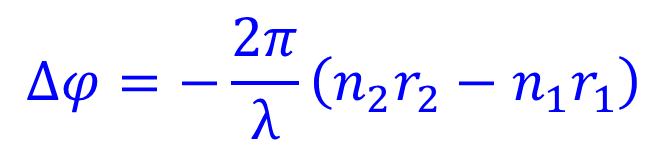 Δφ = −2π/λ (n₂r₂ − n₁r₁)